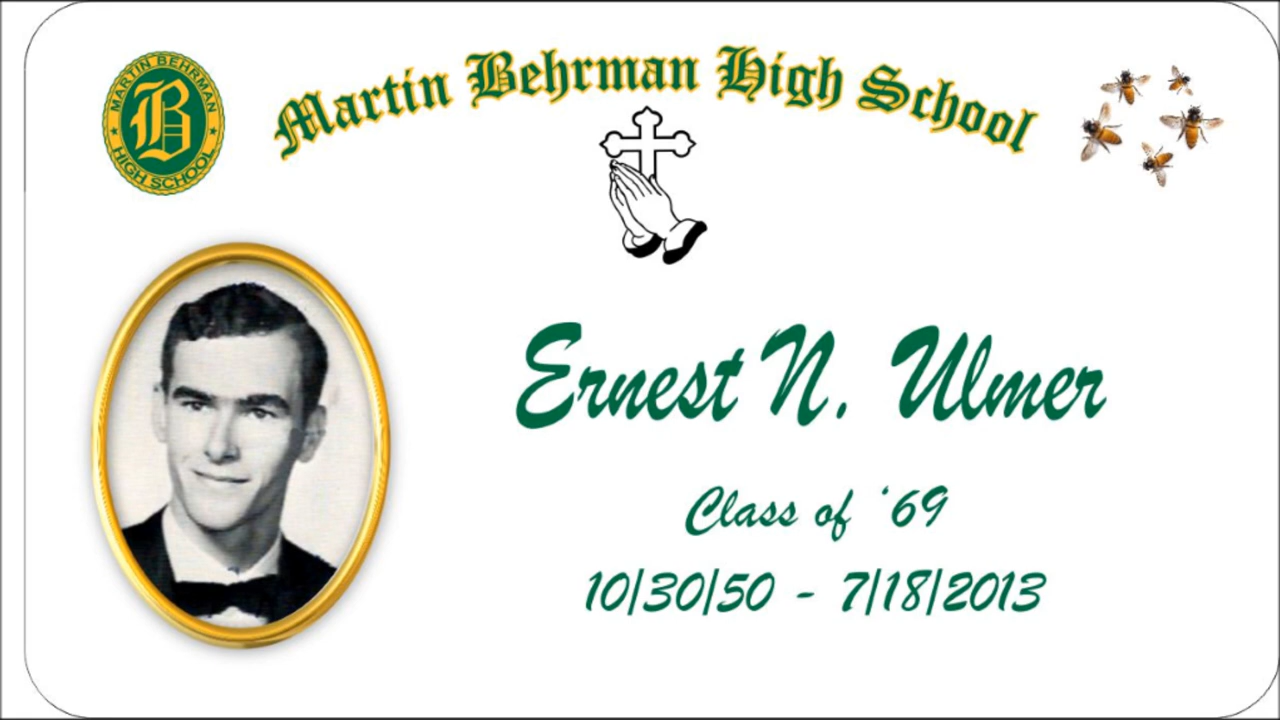 MARTIN BEHRMAN
B
HIGH SCHOOL
Martin Behrman High School
Ernest N. Ulmer
Class of ‘69
10/30/50 - 7/18/2013